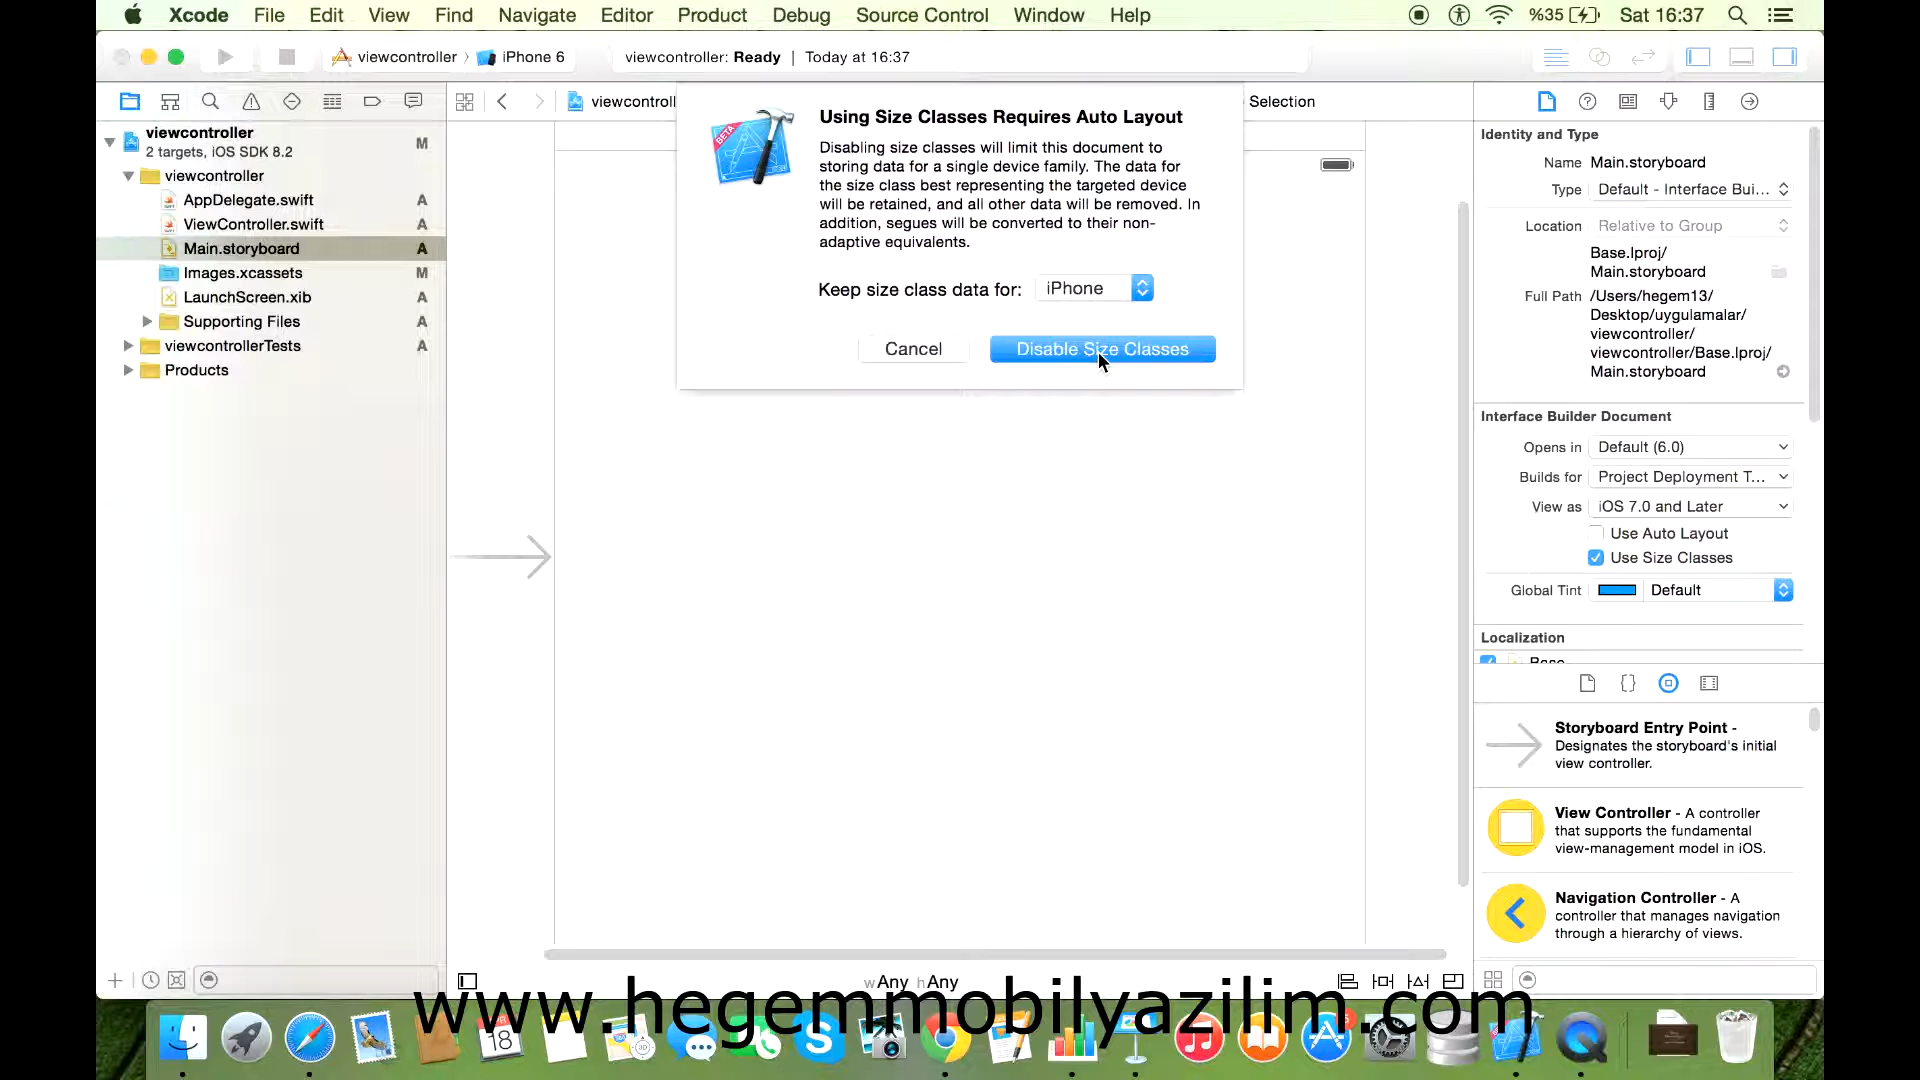 Xcode File Edit View Find Navigate Editor Product Debug Source Control Window Help %35 Sat 16:37
viewcontroller iPhone 6 viewcontroller: Ready | Today at 16:37
viewcontroll Selection
viewcontroller M
2 targets, iOS SDK 8.2
viewcontroller
AppDelegate.swift A
ViewController.swift A
Main.storyboard A
Images.xcassets M
LaunchScreen.xib A
Supporting Files A
viewcontrollerTests A
Products
BETA
Using Size Classes Requires Auto Layout
Disabling size classes will limit this document to
storing data for a single device family. The data for
the size class best representing the targeted device
will be retained, and all other data will be removed. In
addition, segues will be converted to their non-
adaptive equivalents.
Keep size class data for: iPhone
Cancel Disable Size Classes
Identity and Type
Name Main.storyboard
Type Default - Interface Bui...
Location Relative to Group
Base.lproj/
Main.storyboard
Full Path /Users/hegem13/
Desktop/uygulamalar/
viewcontroller/
viewcontroller/Base.lproj/
Main.storyboard
Interface Builder Document
Opens in Default (6.0)
Builds for Project Deployment T...
View as iOS 7.0 and Later
Use Auto Layout
Use Size Classes
Global Tint Default
Localization
Base
Storyboard Entry Point -
Designates the storyboard's initial
view controller.
View Controller - A controller
that supports the fundamental
view-management model in iOS.
Navigation Controller - A
controller that manages navigation
through a hierarchy of views.
w Any h Any
www.hegemmobilyazilim.com
18